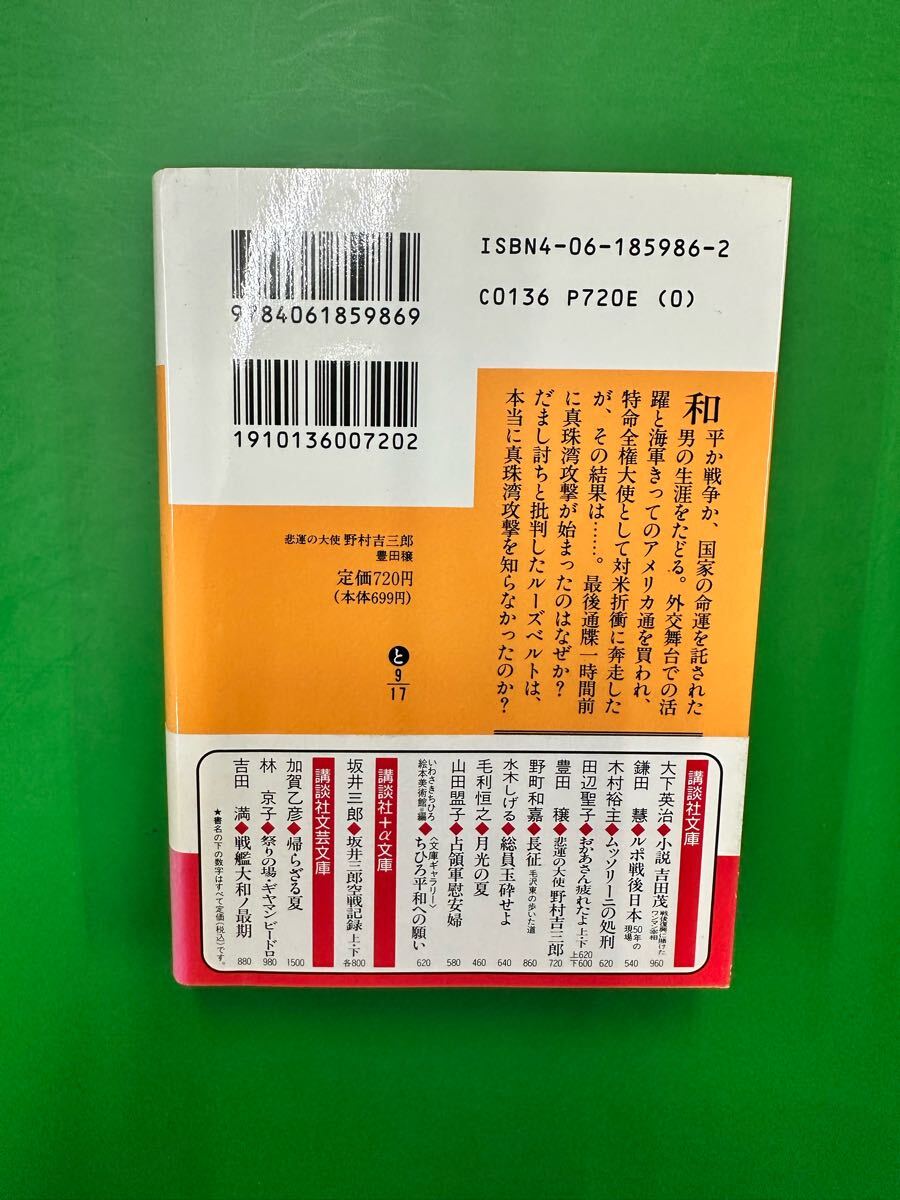 ISBN4-06-185986-2
C0136 P720E (0)
9784061859869
1910136007202
和平か戦争か、国家の命運を託された
男の生涯をたどる。外交舞台での活
躍と海軍きってのアメリカ通を買われ、
特命全権大使として対米折衝に奔走した
が、その結果は……。最後通牒一時間前
に真珠湾攻撃が始まったのはなぜか?
だまし討ちと批判したルーズベルトは、
本当に真珠湾攻撃を知らなかったのか?
悲運の大使 野村吉三郎
豊田穣
定価720円
(本体699円)
と
9
17
講談社文庫
大下英治◆小説 吉田茂 戦後復興に賭けたワンマン宰相 960
鎌田 慧◆ルポ戦後日本 50年の現場 540
木村裕主◆ムッソリーニの処刑 620
田辺聖子◆おかあさん疲れたよ 上・下 上620 下600
豊田 穣◆悲運の大使 野村吉三郎 720
野町和嘉◆長征 毛沢東の歩いた道 860
水木しげる◆総員玉砕せよ 640
毛利恒之◆月光の夏 460
山田盟子◆占領軍慰安婦 580
いわさきちひろ絵本美術館=編◆〈文庫ギャラリー〉ちひろ平和への願い 620
講談社+α文庫
坂井三郎◆坂井三郎空戦記録 上・下 各800
講談社文芸文庫
加賀乙彦◆帰らざる夏 1500
林 京子◆祭りの場・ギヤマンビードロ 980
吉田 満◆戦艦大和ノ最期 880
★書名の下の数字はすべて定価(税込)です。